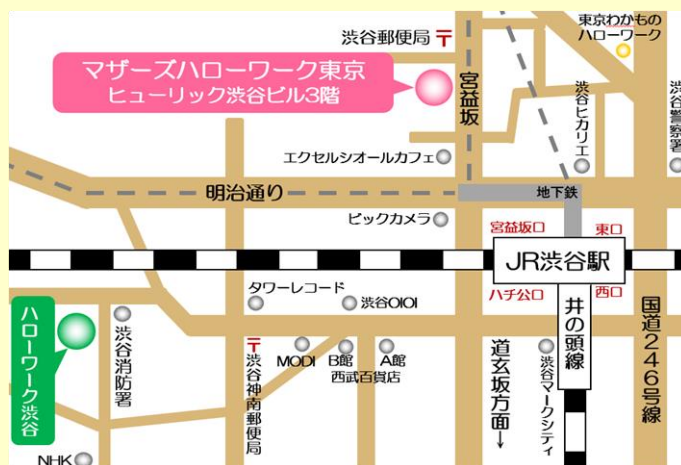 渋谷郵便局 〒
東京わかもの
ハローワーク
マザーズハローワーク東京
ヒューリック渋谷ビル3階
宮益坂
渋谷ヒカリエ
渋谷警察署
エクセルシオールカフェ
明治通り
地下鉄
ビックカメラ
宮益坂口
東口
JR渋谷駅
ハチ公口
西口
タワーレコード
渋谷OIOI
ハローワーク渋谷
渋谷消防署
〒
渋谷神南郵便局
MODI
B館
A館
西武百貨店
道玄坂方面→
渋谷マークシティ
井の頭線
国道246号線
NHK